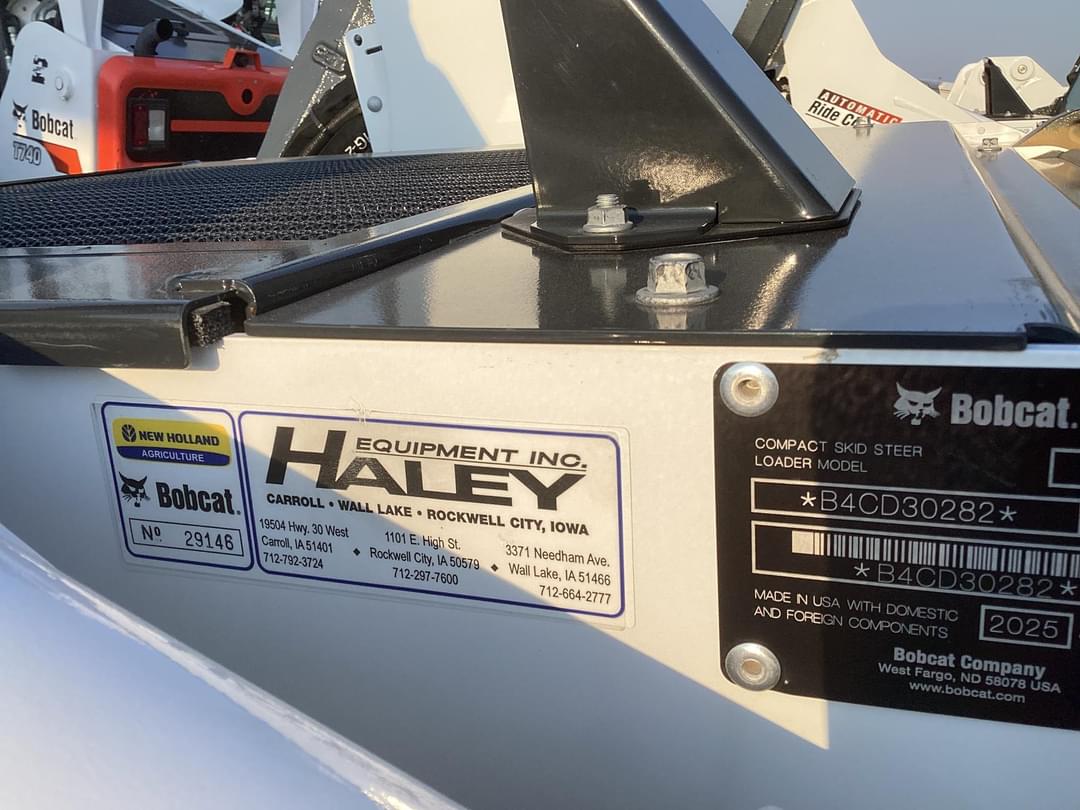 Bobcat
T740
AUTOMATIC
Ride
NEW HOLLAND
AGRICULTURE
Bobcat.
Nº 29146
EQUIPMENT INC.
HALEY
CARROLL • WALL LAKE • ROCKWELL CITY, IOWA
19504 Hwy. 30 West
Carroll, IA 51401
712-792-3724
1101 E. High St.
Rockwell City, IA 50579
712-297-7600
3371 Needham Ave.
Wall Lake, IA 51466
712-664-2777
Bobcat.
COMPACT SKID STEER
LOADER MODEL
*B4CD30282*
*B4CD30282*
MADE IN USA WITH DOMESTIC
AND FOREIGN COMPONENTS
2025
Bobcat Company
West Fargo, ND 58078 USA
www.bobcat.com